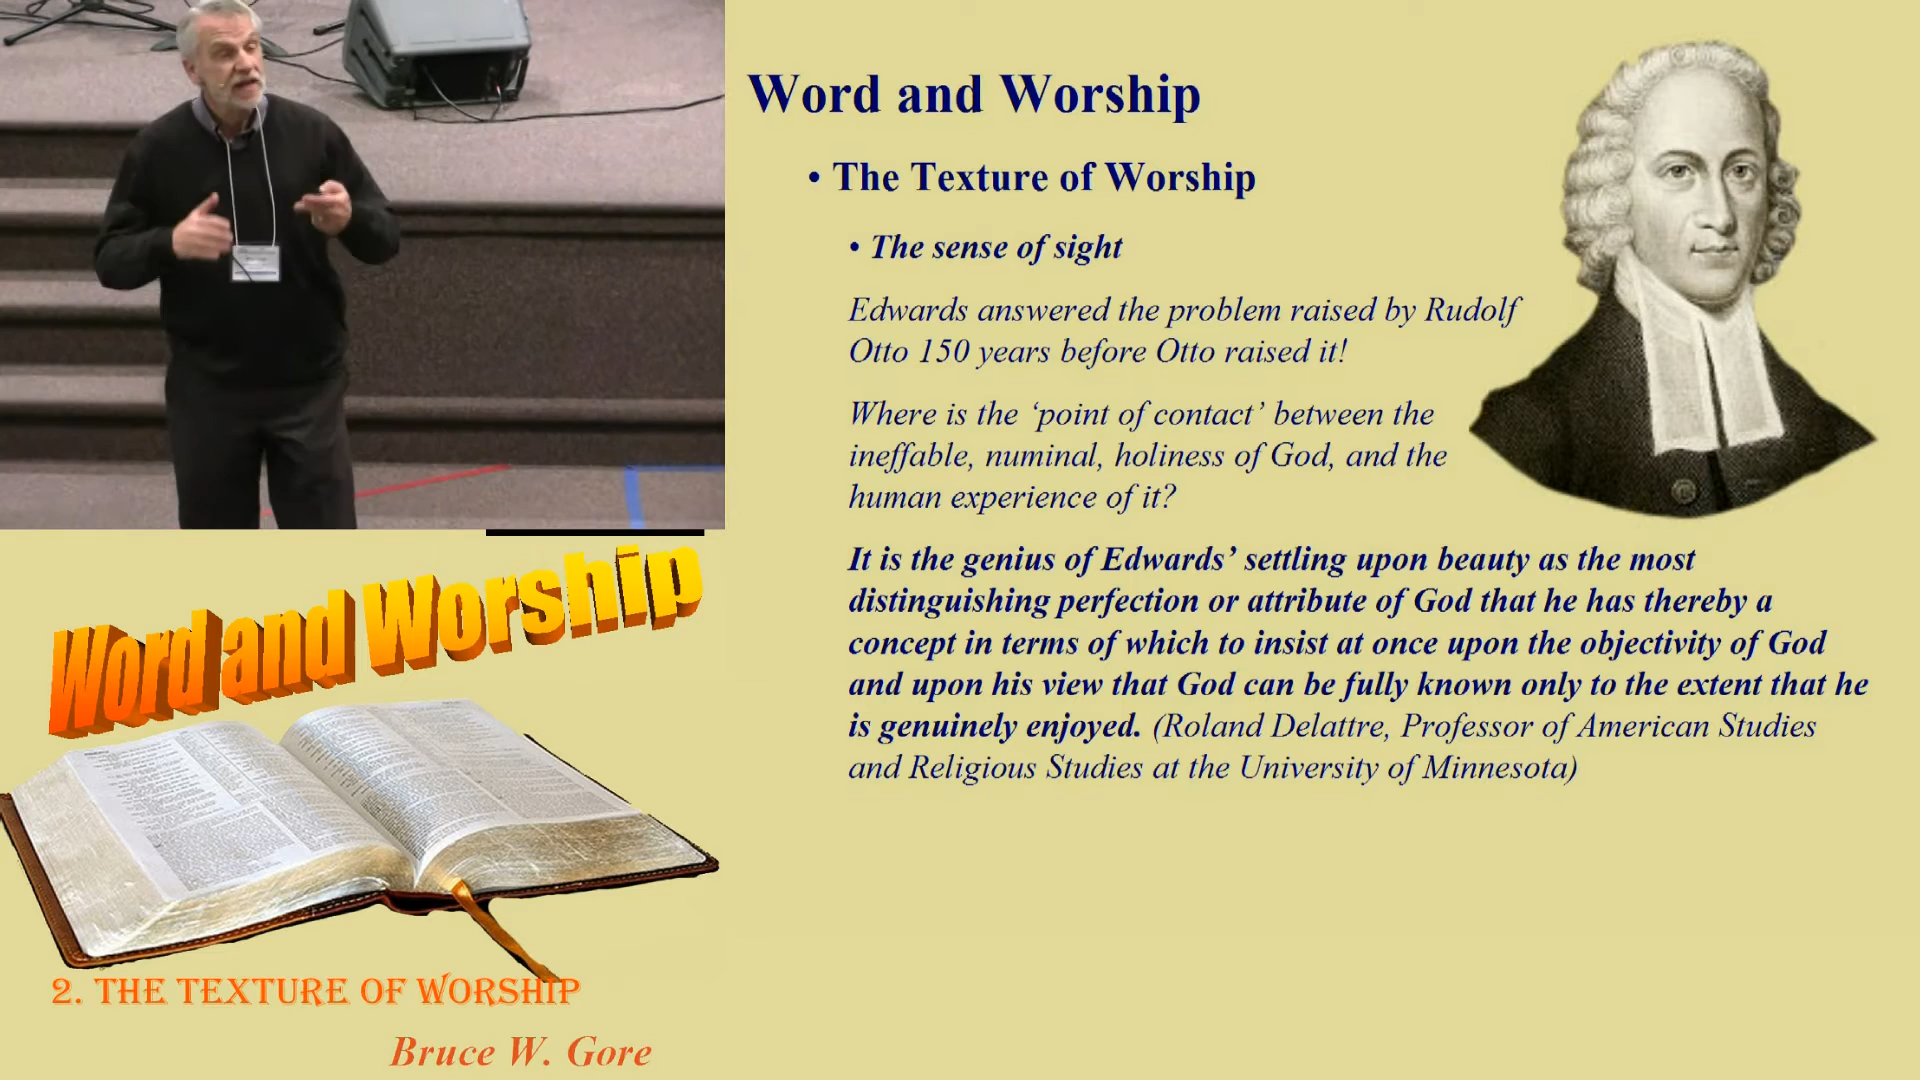 Word and Worship
• The Texture of Worship
• The sense of sight
Edwards answered the problem raised by Rudolf
Otto 150 years before Otto raised it!
Where is the ‘point of contact’ between the
ineffable, numinal, holiness of God, and the
human experience of it?
It is the genius of Edwards’ settling upon beauty as the most
distinguishing perfection or attribute of God that he has thereby a
concept in terms of which to insist at once upon the objectivity of God
and upon his view that God can be fully known only to the extent that he
is genuinely enjoyed. (Roland Delattre, Professor of American Studies
and Religious Studies at the University of Minnesota)
Word and Worship
2. THE TEXTURE OF WORSHIP
Bruce W. Gore